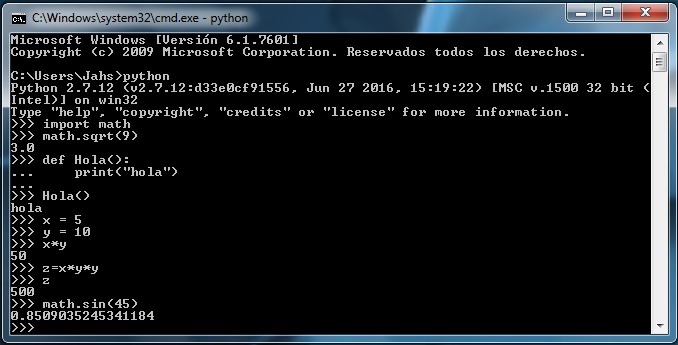 C:\Windows\system32\cmd.exe - python
Microsoft Windows [Versión 6.1.7601]
Copyright (c) 2009 Microsoft Corporation. Reservados todos los derechos.
C:\Users\Jahs>python
Python 2.7.12 (v2.7.12:d33e0cf91556, Jun 27 2016, 15:19:22) [MSC v.1500 32 bit (
Intel)] on win32
Type "help", "copyright", "credits" or "license" for more information.
>>> import math
>>> math.sqrt(9)
3.0
>>> def Hola():
...     print("hola")
...
>>> Hola()
hola
>>> x = 5
>>> y = 10
>>> x*y
50
>>> z=x*y*y
>>> z
500
>>> math.sin(45)
0.8509035245341184
>>>